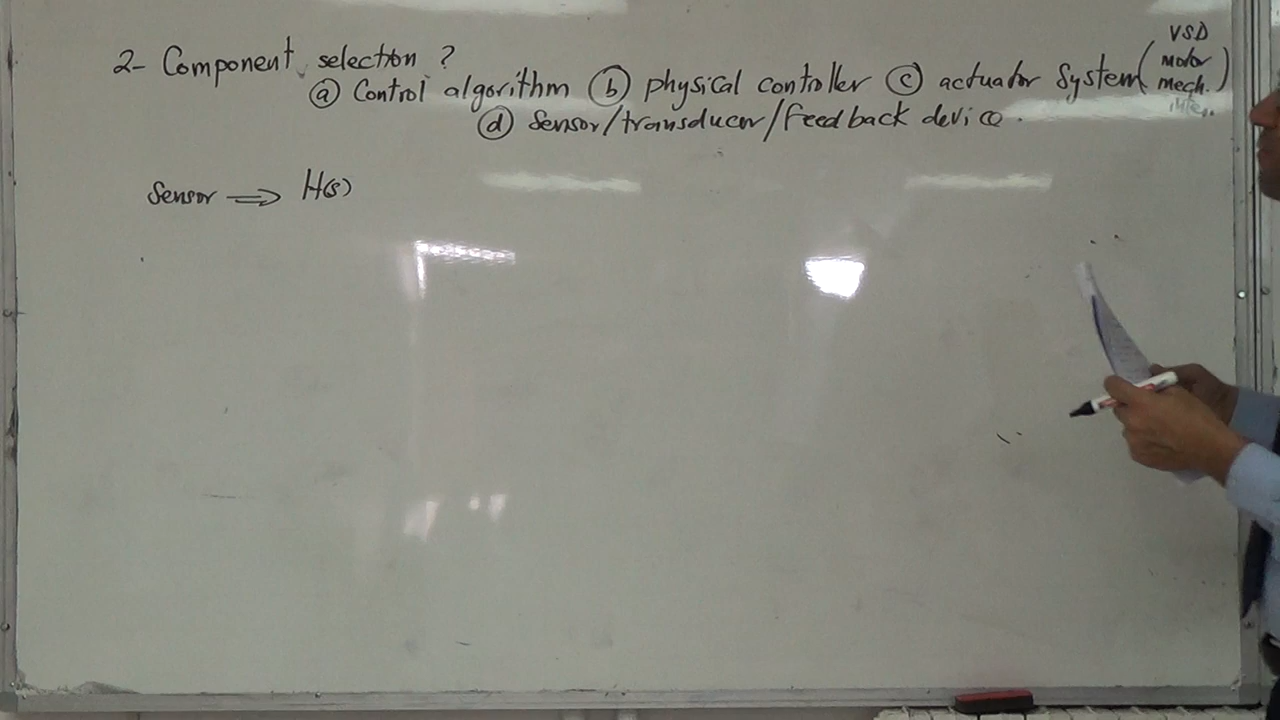 2- Component selection ?
ⓐ Control algorithm ⓑ physical controller ⓒ actuator System ( VSD motor mech. )
ⓓ Sensor/transducer/feedback device.
Sensor ⟹ H(s)